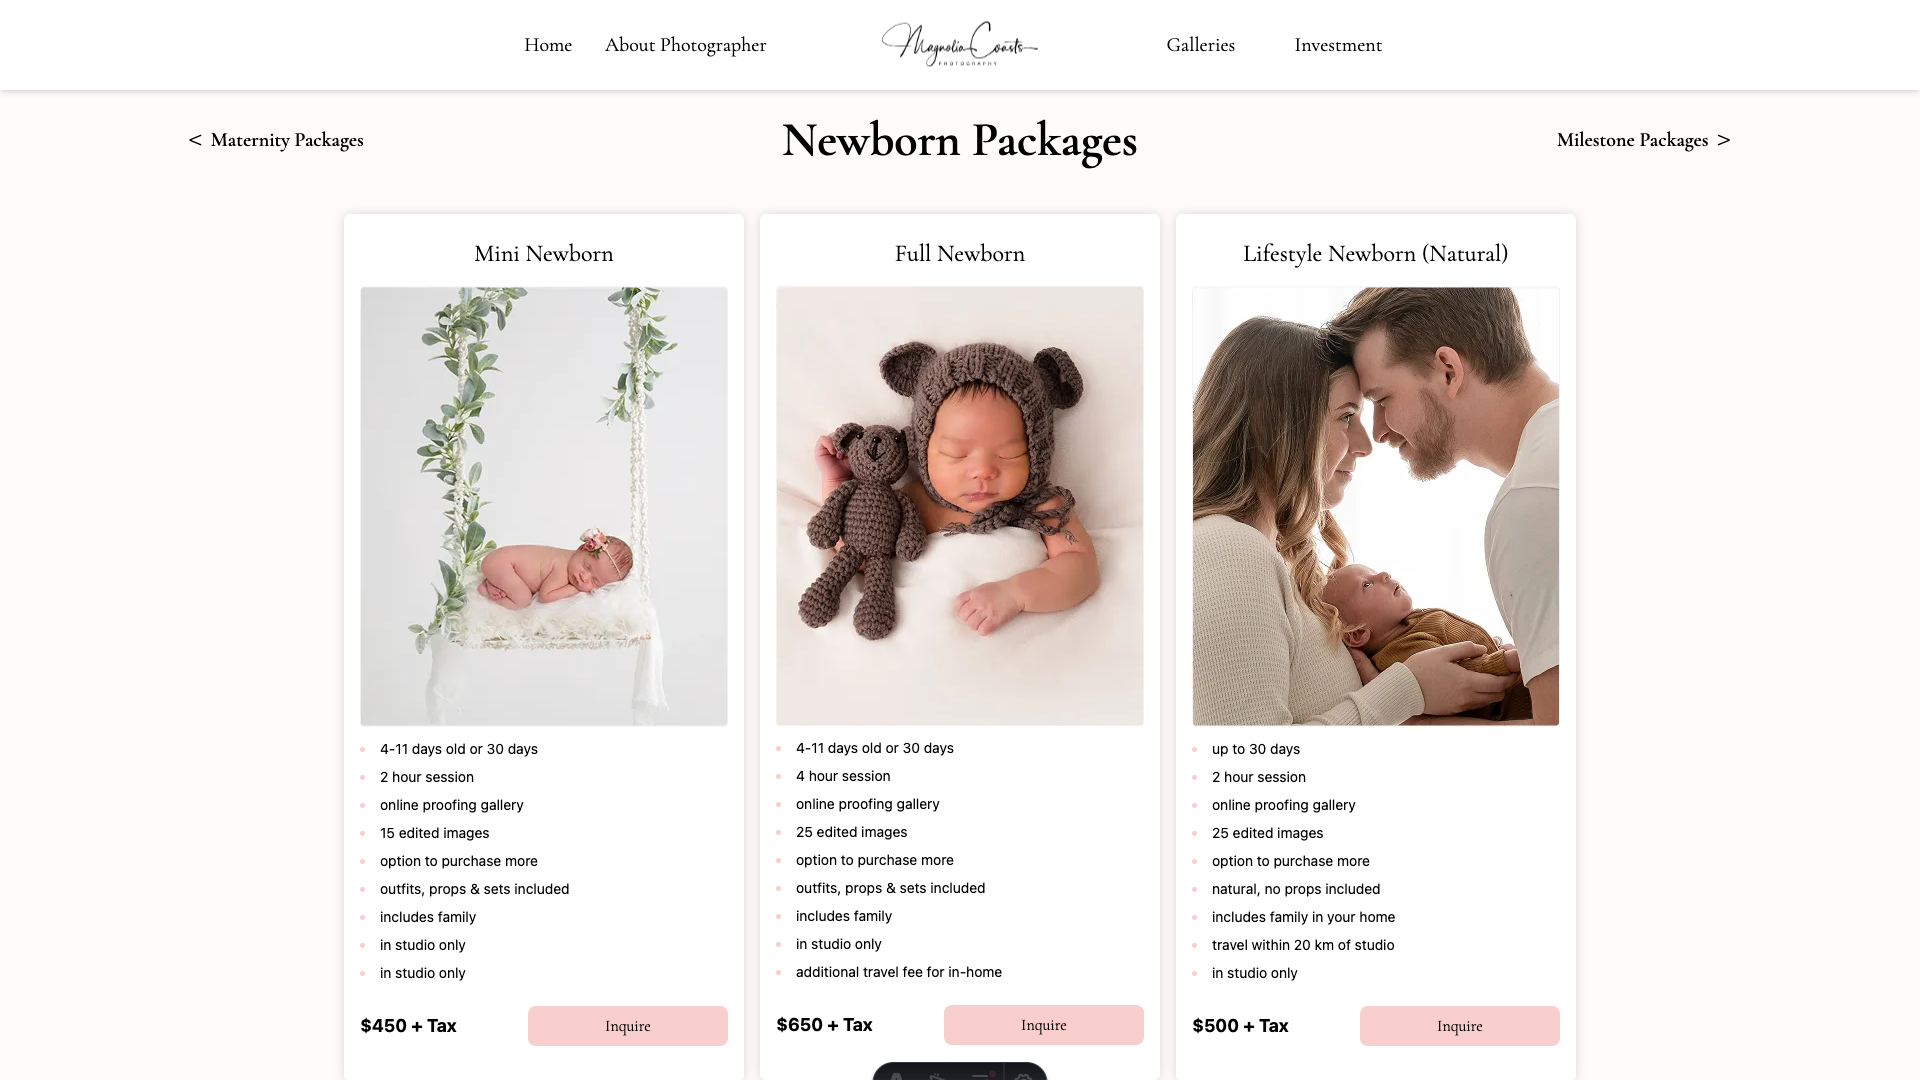 Home
About Photographer
Magnolia Coasts
PHOTOGRAPHY
Galleries
Investment
< Maternity Packages
Newborn Packages
Milestone Packages >
Mini Newborn
4-11 days old or 30 days
2 hour session
online proofing gallery
15 edited images
option to purchase more
outfits, props & sets included
includes family
in studio only
in studio only
$450 + Tax
Inquire
Full Newborn
4-11 days old or 30 days
4 hour session
online proofing gallery
25 edited images
option to purchase more
outfits, props & sets included
includes family
in studio only
additional travel fee for in-home
$650 + Tax
Inquire
Lifestyle Newborn (Natural)
up to 30 days
2 hour session
online proofing gallery
25 edited images
option to purchase more
natural, no props included
includes family in your home
travel within 20 km of studio
in studio only
$500 + Tax
Inquire